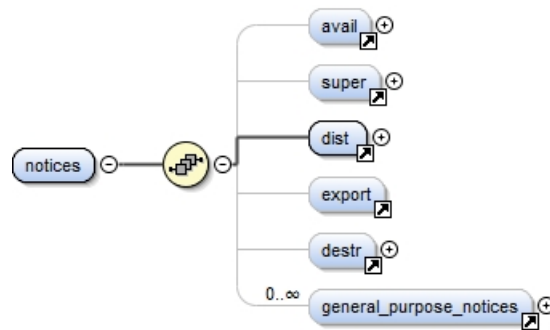 avail
super
dist
notices
export
destr
0..∞
general_purpose_notices